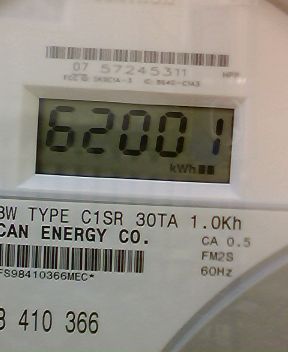 07 57245311
62001
kWh
3W TYPE C1SR 30TA 1.0Kh
CAN ENERGY CO.
CA 0.5
FM2S
60Hz
FS98410366MEC*
410 366